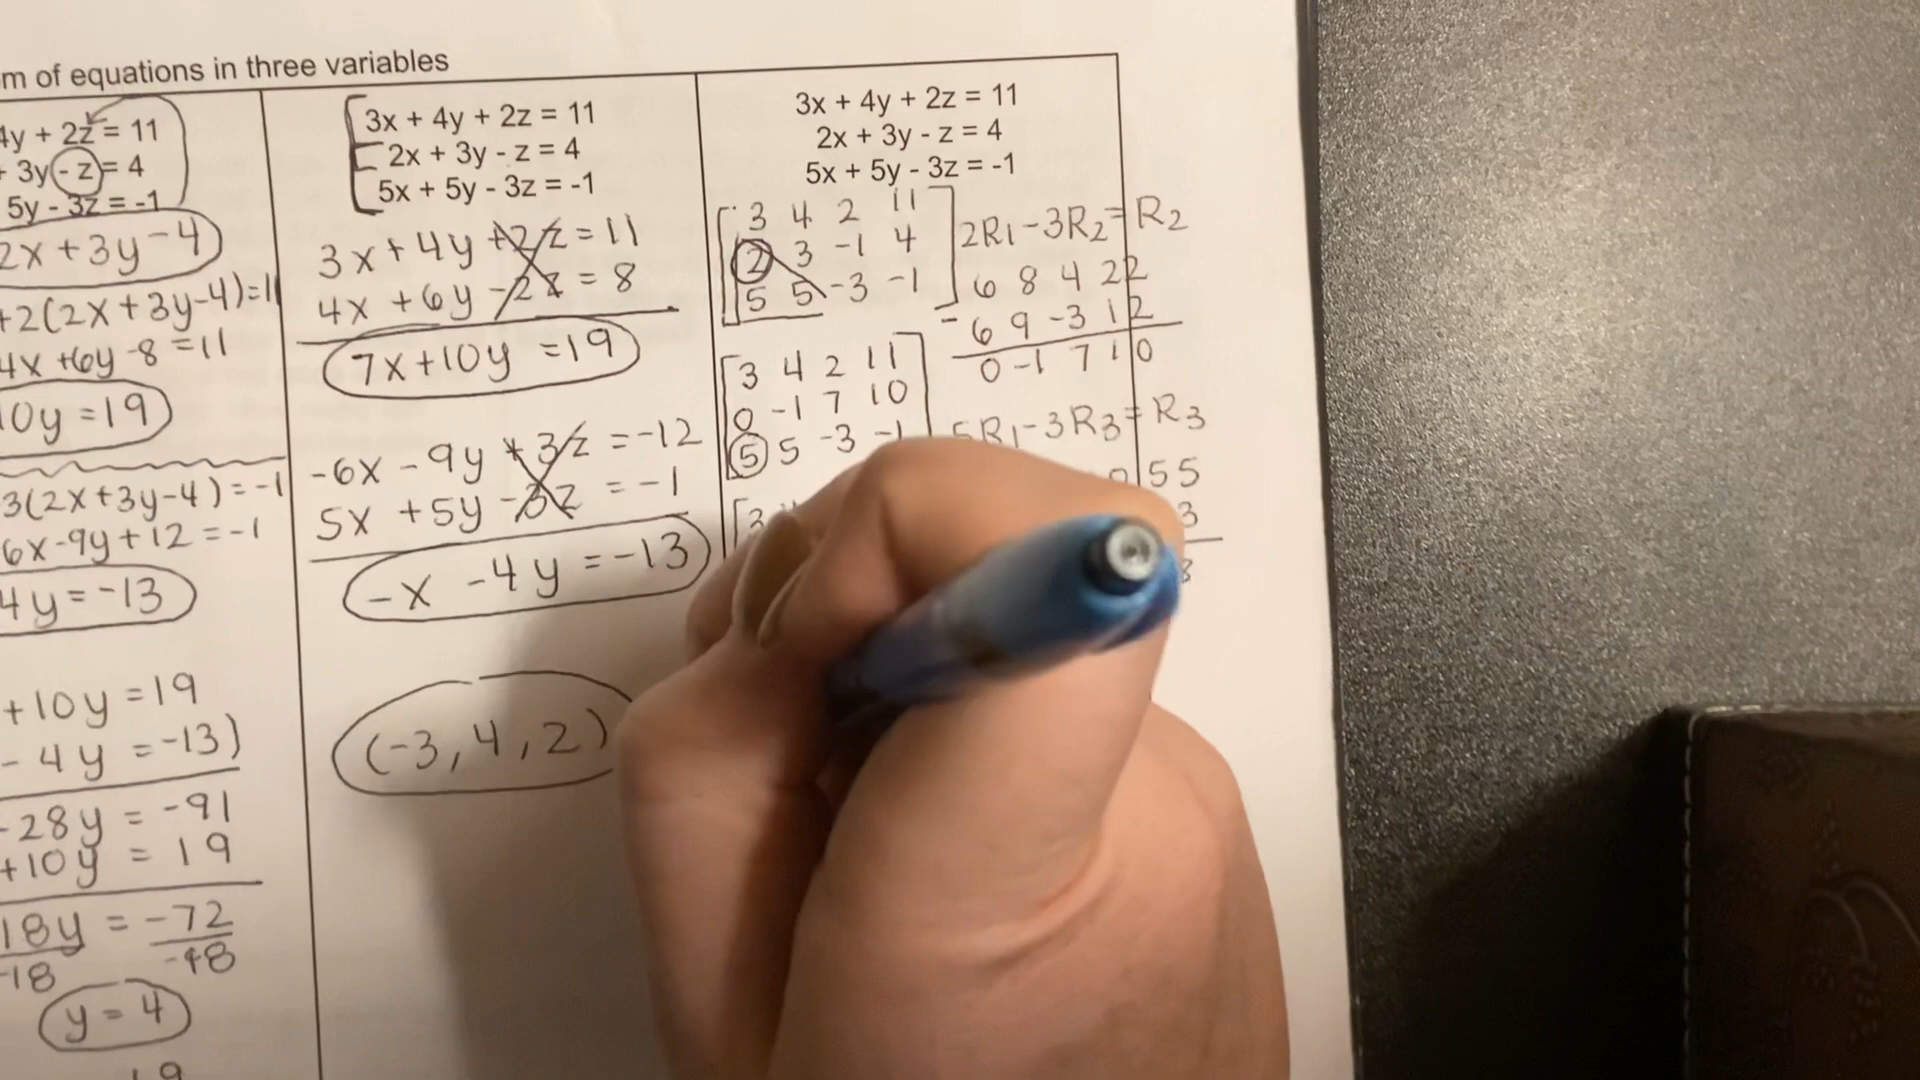 m of equations in three variables
4y + 2z = 11
+ 3y - z = 4
5y - 3z = -1
2x + 3y - 4
+2(2x + 3y - 4) = 11
4x + 6y - 8 = 11
10y = 19
3(2x + 3y - 4) = -1
6x - 9y + 12 = -1
4y = -13
+ 10y = 19
- 4y = -13)
-28y = -91
+10y = 19
18y = -72
-18 -18
y = 4
19
3x + 4y + 2z = 11
2x + 3y - z = 4
5x + 5y - 3z = -1
3x + 4y + 2z = 11
4x + 6y - 2z = 8
7x + 10y = 19
-6x - 9y + 3z = -12
5x + 5y - 3z = -1
-x - 4y = -13
(-3, 4, 2)
3x + 4y + 2z = 11
2x + 3y - z = 4
5x + 5y - 3z = -1
3 4 2 11
2 3 -1 4
5 5 -3 -1
2R1 - 3R2 = R2
6 8 4 22
- 6 9 -3 12
0 -1 7 10
3 4 2 11
0 -1 7 10
5 5 -3 -1
5R1 - 3R3 = R3
55
3
8
3